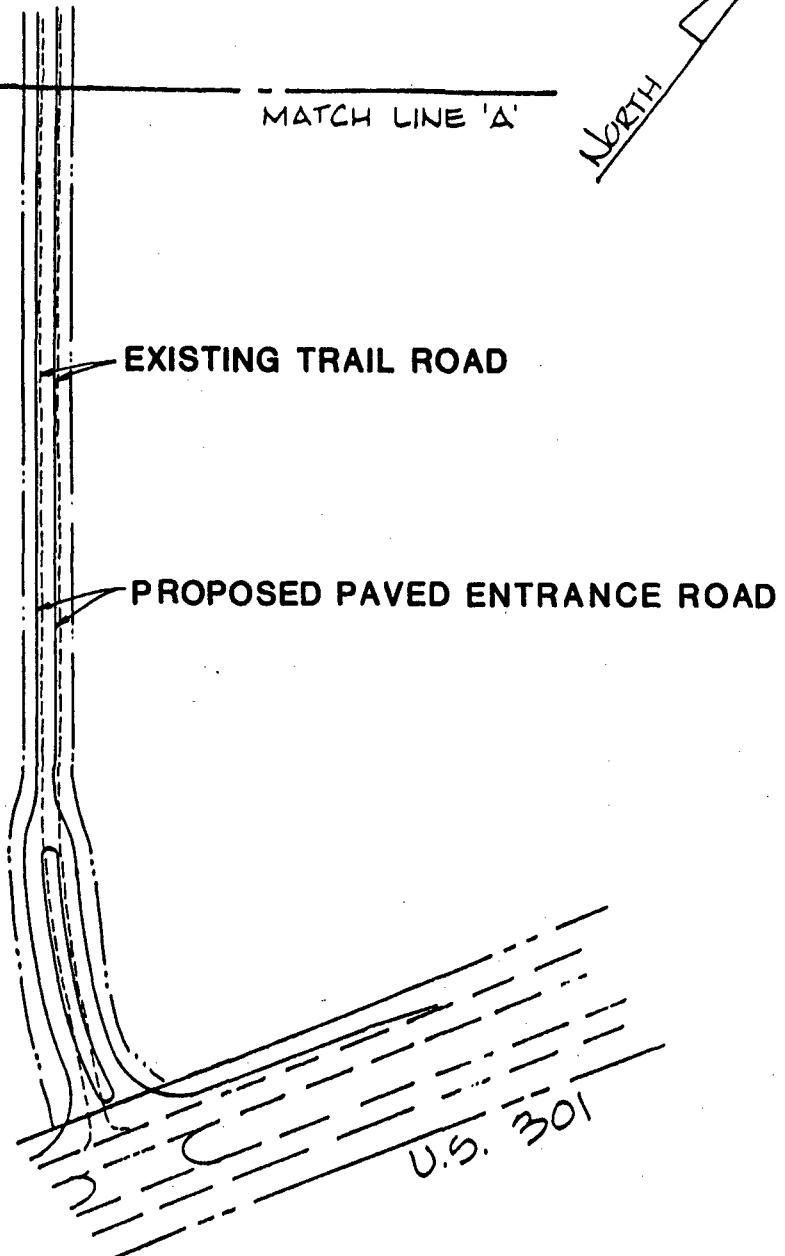 MATCH LINE 'A'
NORTH
EXISTING TRAIL ROAD
PROPOSED PAVED ENTRANCE ROAD
U.S. 301